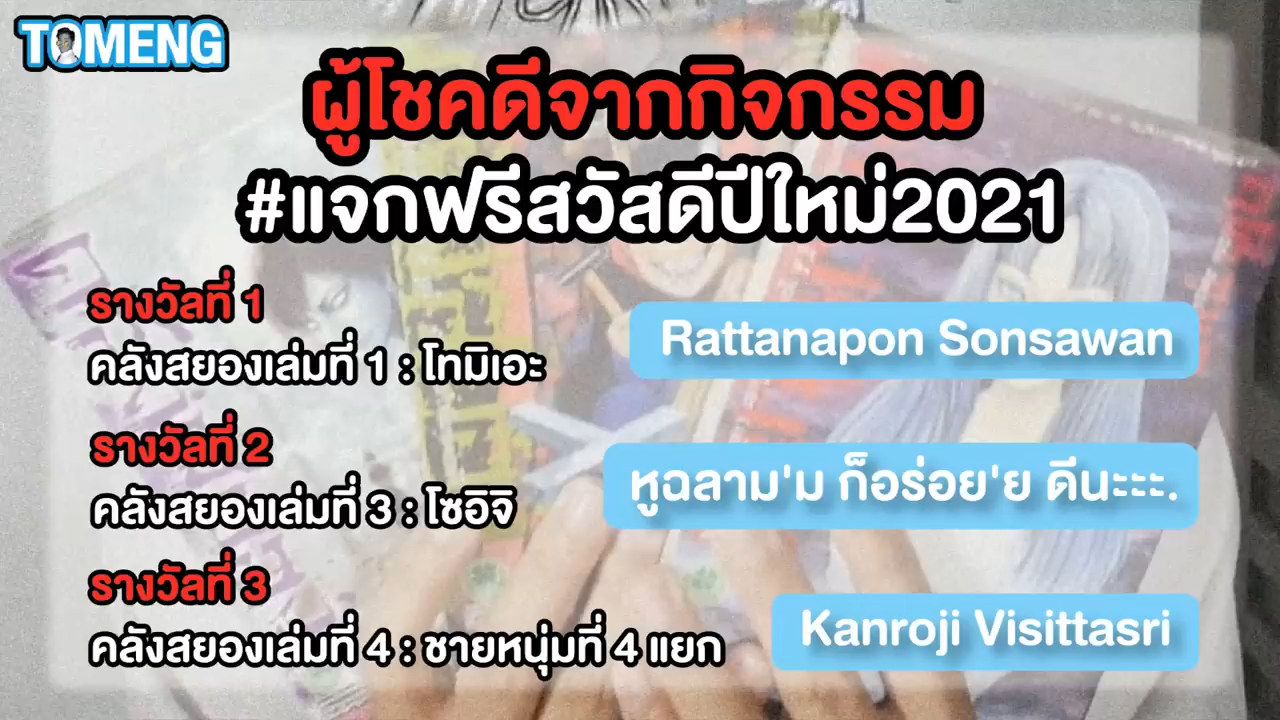 TOMENG
ผู้โชคดีจากกิจกรรม
#แจกฟรีสวัสดีปีใหม่2021
รางวัลที่ 1
คลังสยองเล่มที่ 1 : โทมิเอะ
Rattanapon Sonsawan
รางวัลที่ 2
คลังสยองเล่มที่ 3 : โซอิจิ
หูฉลาม'ม ก็อร่อย'ย ดีนะะะะ.
รางวัลที่ 3
คลังสยองเล่มที่ 4 : ชายหนุ่มที่ 4 แยก
Kanroji Visittasri